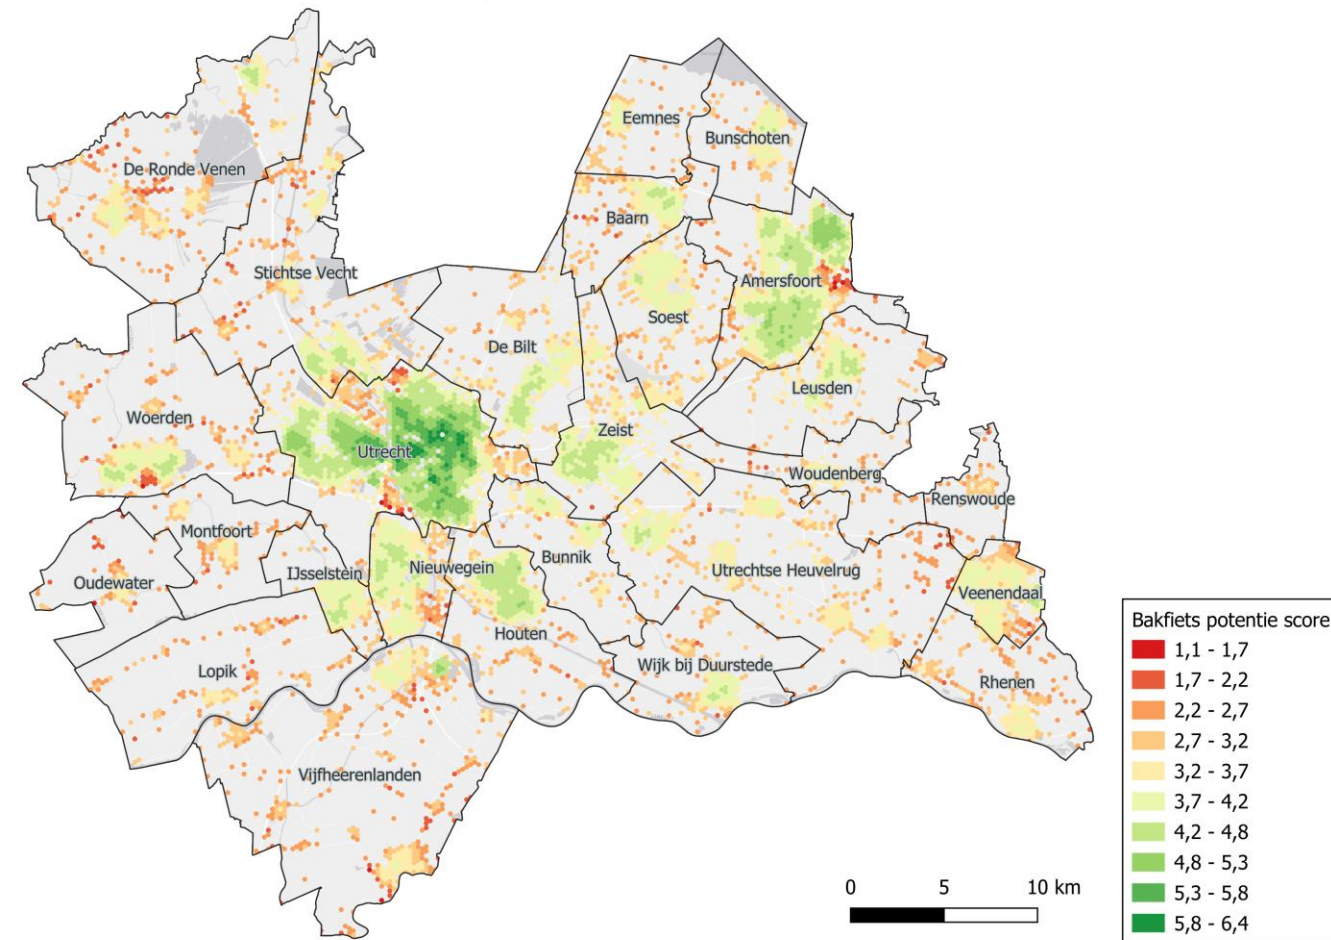 Eemnes
Bunschoten
De Ronde Venen
Baarn
Stichtse Vecht
Amersfoort
Soest
De Bilt
Leusden
Woerden
Zeist
Utrecht
Woudenberg
Renswoude
Montfoort
Bunnik
Nieuwegein
Utrechtse Heuvelrug
IJsselstein
Oudewater
Veenendaal
Houten
Wijk bij Duurstede
Lopik
Rhenen
Vijfheerenlanden
0 5 10 km
Bakfiets potentie score
1,1 - 1,7
1,7 - 2,2
2,2 - 2,7
2,7 - 3,2
3,2 - 3,7
3,7 - 4,2
4,2 - 4,8
4,8 - 5,3
5,3 - 5,8
5,8 - 6,4